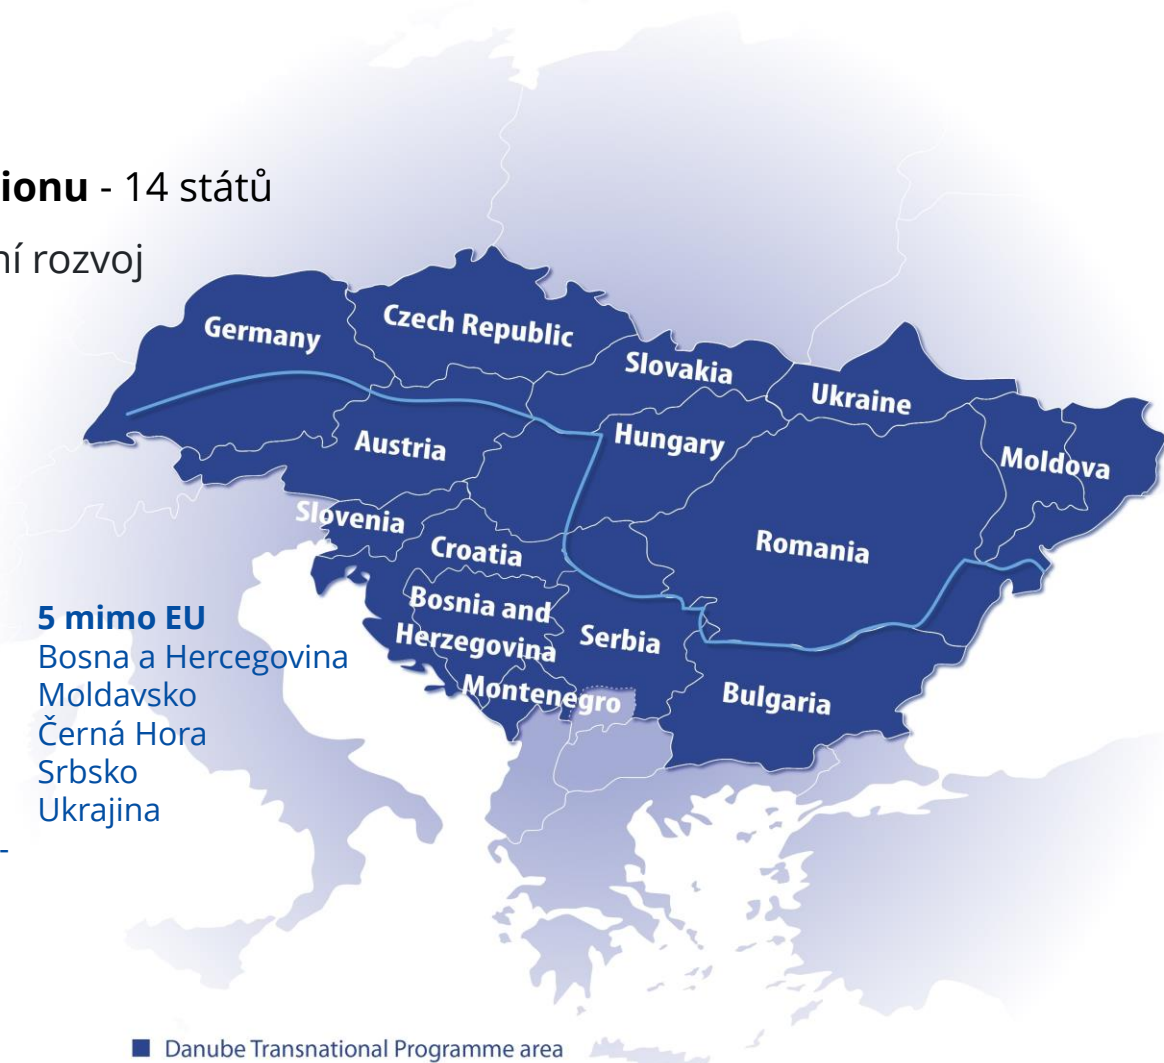 ionu - 14 států
ní rozvoj
Germany
Czech Republic
Slovakia
Ukraine
Austria
Hungary
Moldova
Slovenia
Croatia
Romania
Bosnia and
Herzegovina
Serbia
Montenegro
Bulgaria
5 mimo EU
Bosna a Hercegovina
Moldavsko
Černá Hora
Srbsko
Ukrajina
-
Danube Transnational Programme area